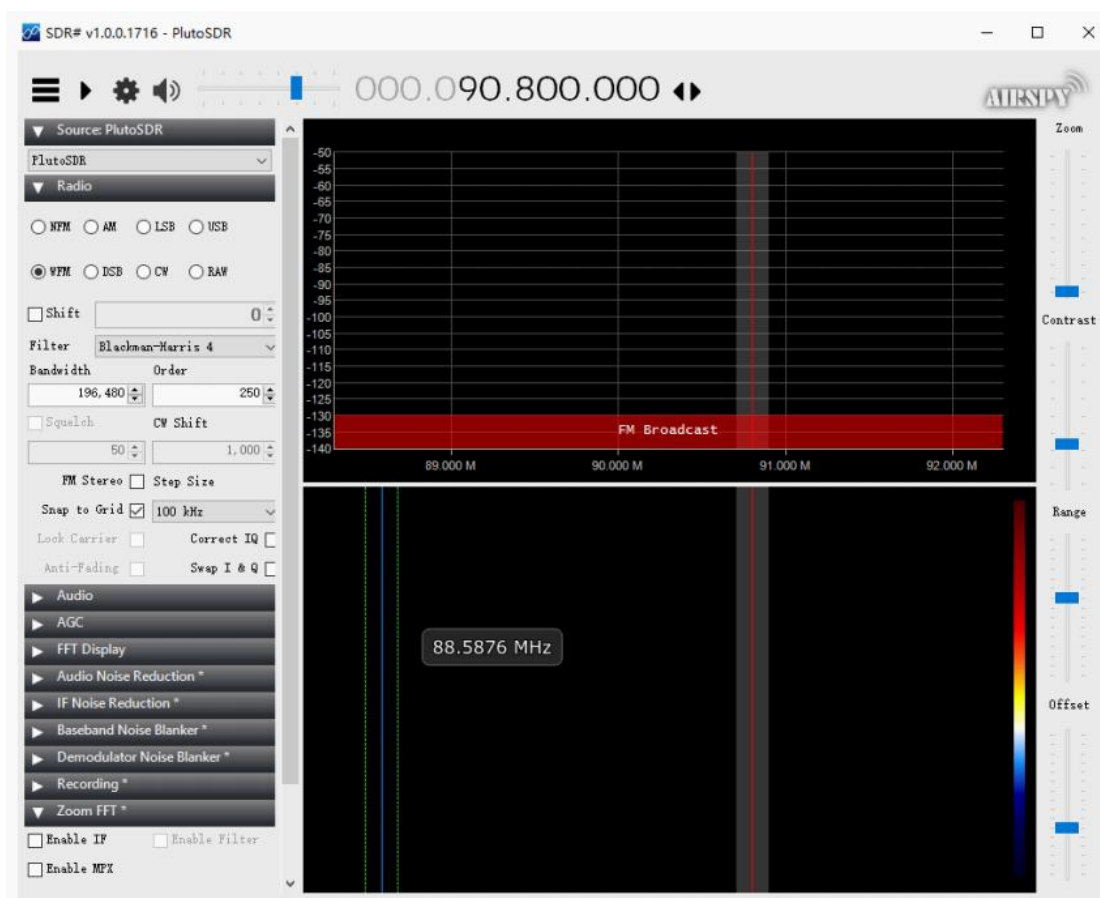 SDR# v1.0.0.1716 - PlutoSDR
000.090.800.000
AIRSPY
Source: PlutoSDR
PlutoSDR
Radio
NFM AM LSB USB
WFM DSB CW RAW
Shift 0
Filter Blackman-Harris 4
Bandwidth Order
196,480 250
Squelch CW Shift
50 1,000
FM Stereo Step Size
Snap to Grid 100 kHz
Lock Carrier Correct IQ
Anti-Fading Swap I & Q
Audio
AGC
FFT Display
Audio Noise Reduction *
IF Noise Reduction *
Baseband Noise Blanker *
Demodulator Noise Blanker *
Recording *
Zoom FFT *
Enable IF Enable Filter
Enable MPX
-50
-55
-60
-65
-70
-75
-80
-85
-90
-95
-100
-105
-110
-115
-120
-125
-130
-135
-140
FM Broadcast
89.000 M 90.000 M 91.000 M 92.000 M
88.5876 MHz
Zoom
Contrast
Range
Offset